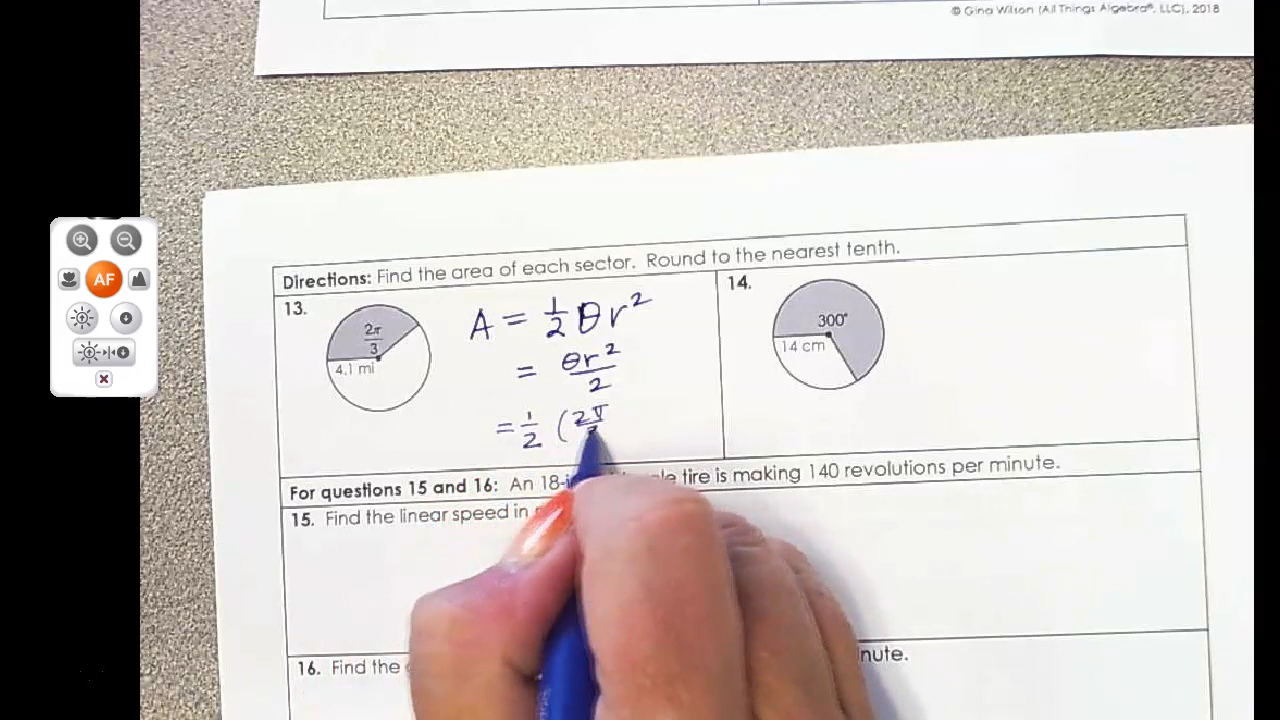 © Gina Wilson (All Things Algebra®, LLC), 2018
AF
Directions: Find the area of each sector. Round to the nearest tenth.
13.
2π
3
4.1 mi
A = 1/2 θr²
= θr²/2
= 1/2 (2π
14.
300°
14 cm
For questions 15 and 16: An 18- tire is making 140 revolutions per minute.
15. Find the linear speed in
16. Find the